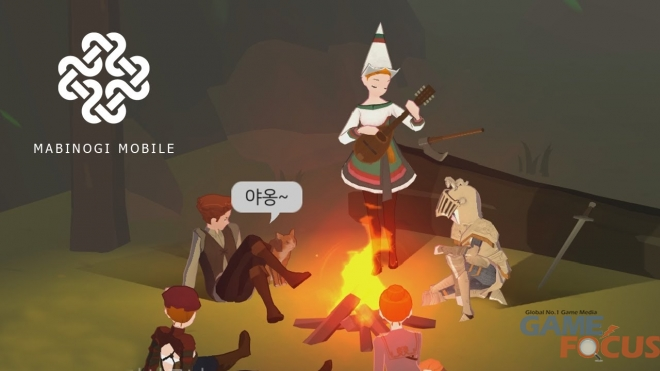 MABINOGI MOBILE
야옹~
Global No.1 Game Media
GAME
FOCUS